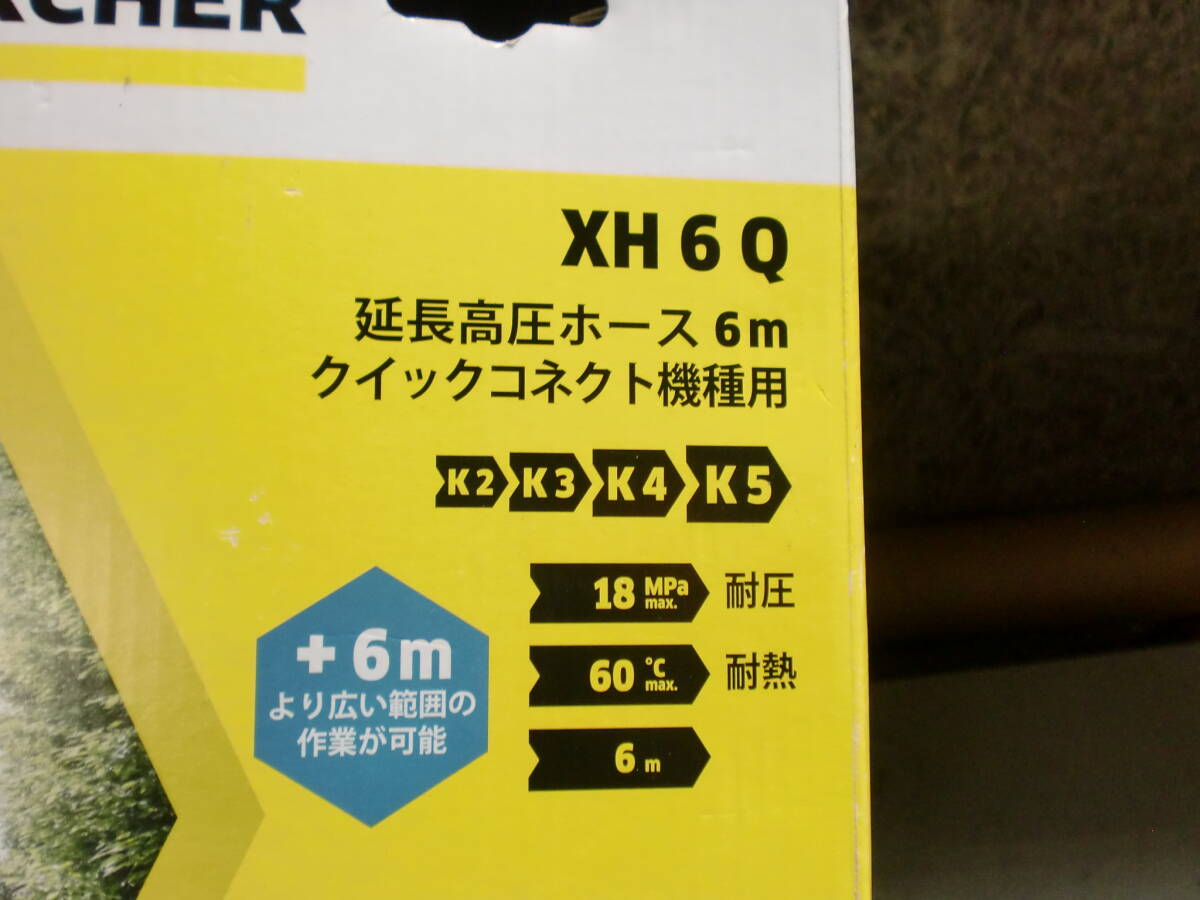 ÄRCHER
XH 6 Q
延長高圧ホース 6m
クイックコネクト機種用
K2 K3 K4 K5
18 MPa max. 耐圧
60 °C max. 耐熱
6 m
+ 6m
より広い範囲の
作業が可能